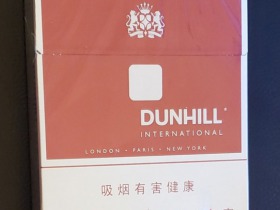 DUNHILL
INTERNATIONAL
LONDON - PARIS - NEW YORK
吸烟有害健康